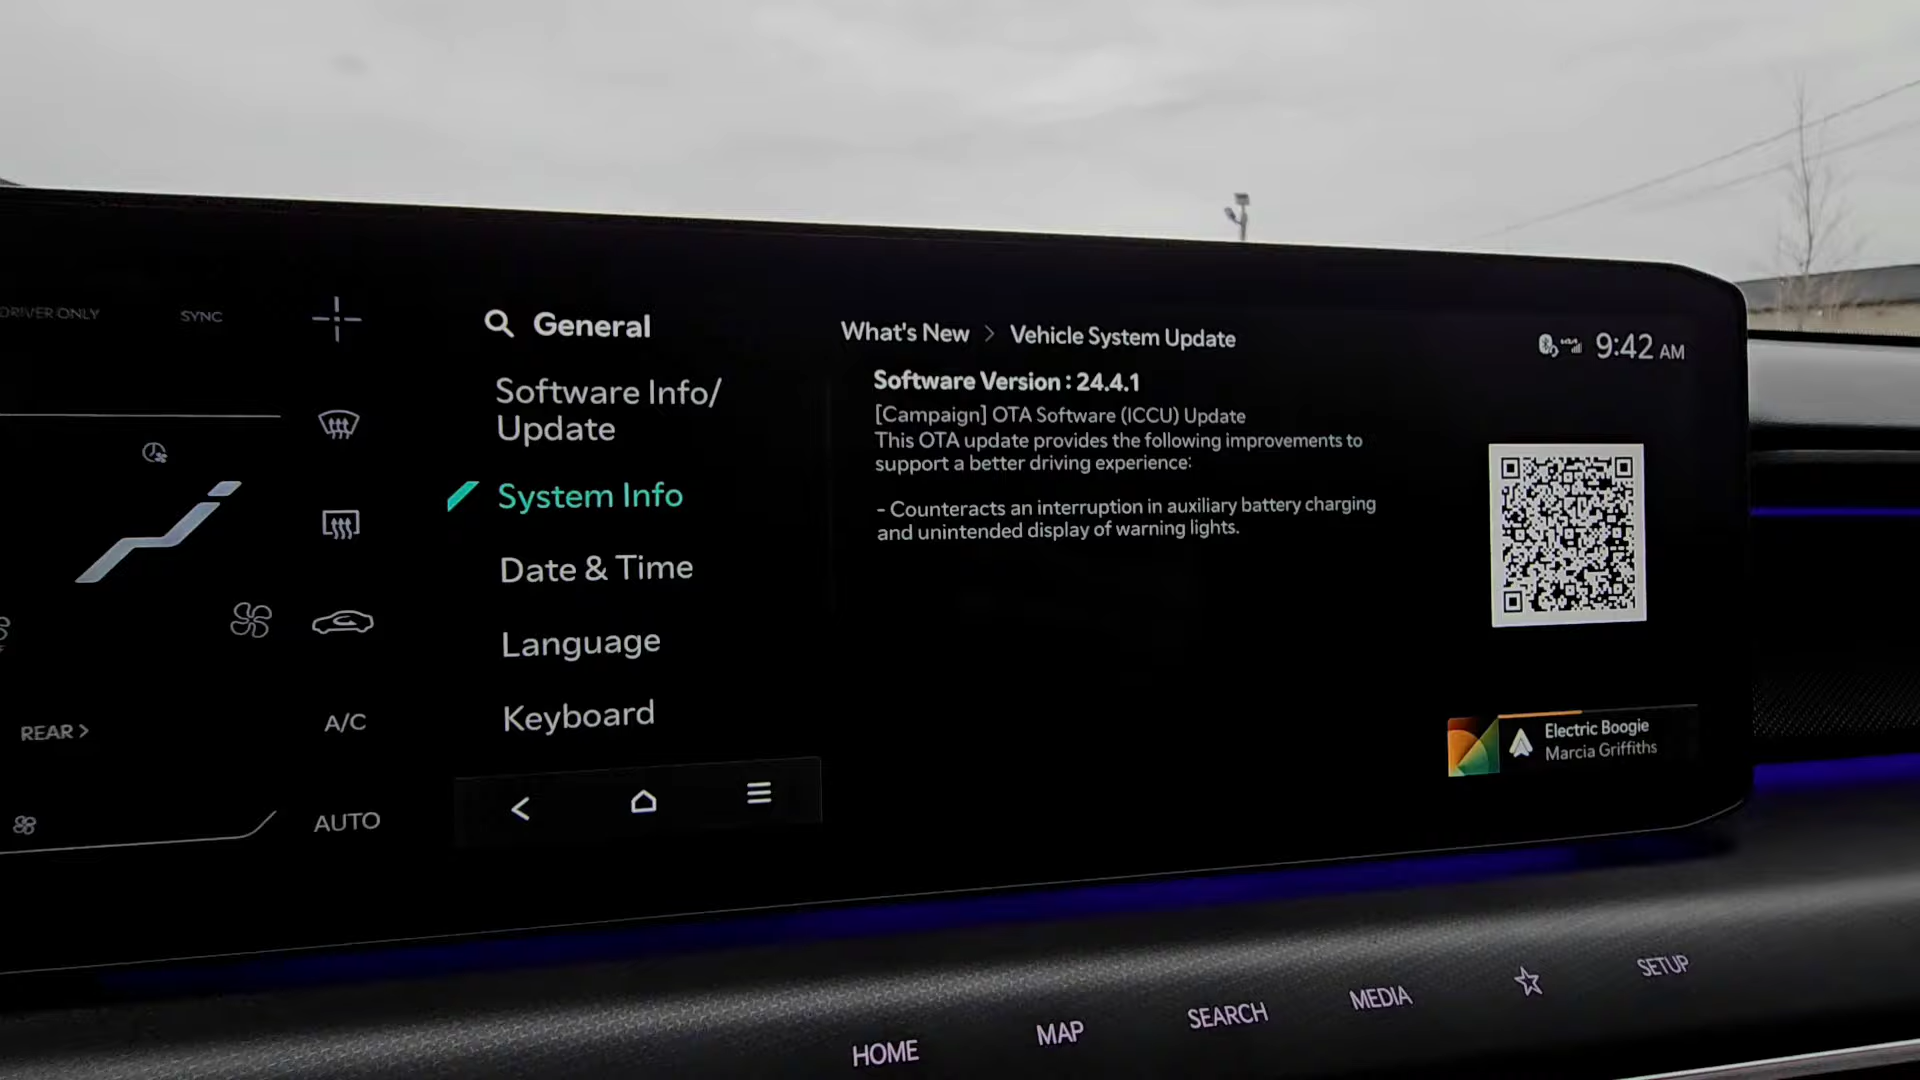 DRIVER ONLY
SYNC
REAR >
A/C
AUTO
General
Software Info/
Update
System Info
Date & Time
Language
Keyboard
What's New > Vehicle System Update
9:42 AM
Software Version : 24.4.1
[Campaign] OTA Software (ICCU) Update
This OTA update provides the following improvements to
support a better driving experience:
- Counteracts an interruption in auxiliary battery charging
and unintended display of warning lights.
Electric Boogie
Marcia Griffiths
HOME
MAP
SEARCH
MEDIA
SETUP